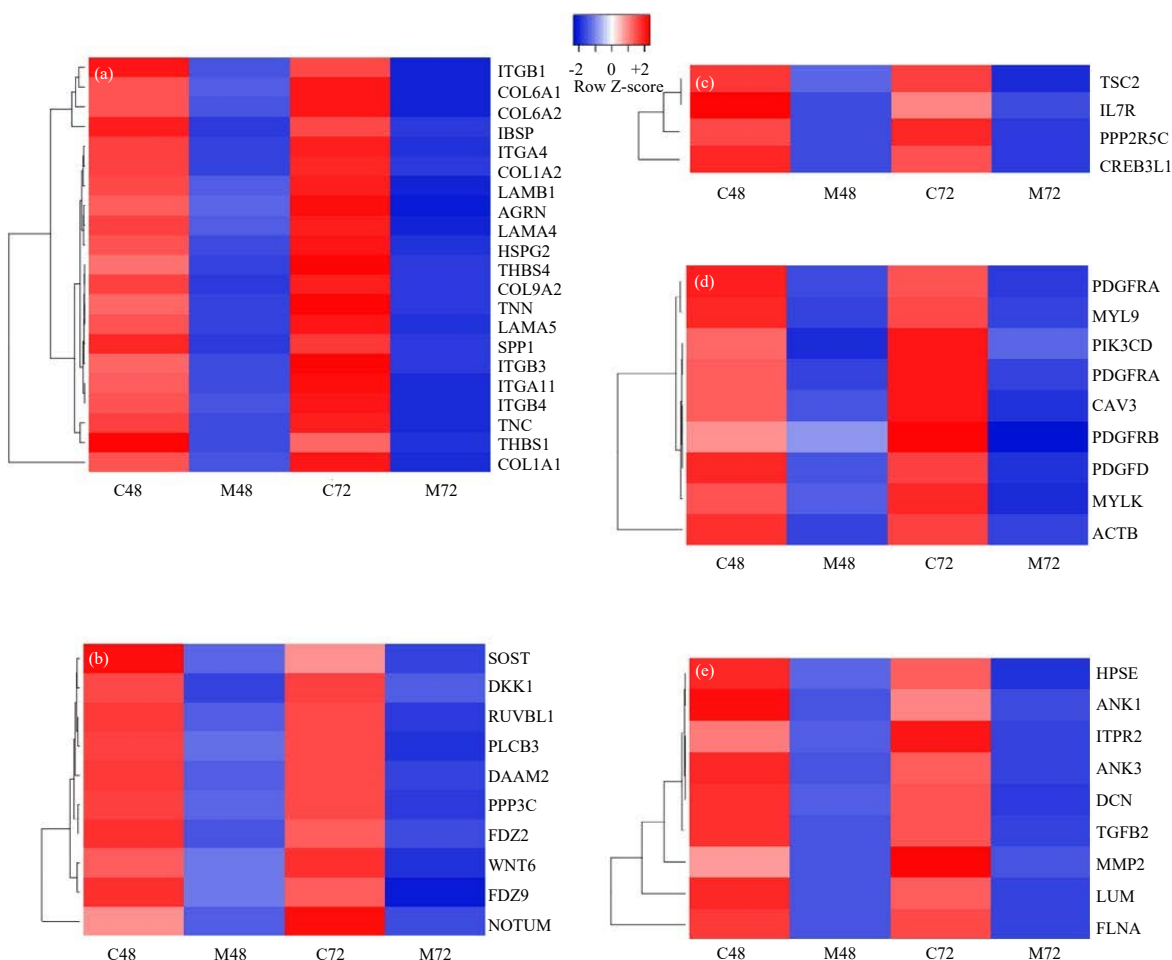 -2 0 +2
Row Z-score
(a)
ITGB1
COL6A1
COL6A2
IBSP
ITGA4
COL1A2
LAMB1
AGRN
LAMA4
HSPG2
THBS4
COL9A2
TNN
LAMA5
SPP1
ITGB3
ITGA11
ITGB4
TNC
THBS1
COL1A1
C48 M48 C72 M72
(c)
TSC2
IL7R
PPP2R5C
CREB3L1
C48 M48 C72 M72
(d)
PDGFRA
MYL9
PIK3CD
PDGFRA
CAV3
PDGFRB
PDGFD
MYLK
ACTB
C48 M48 C72 M72
(b)
SOST
DKK1
RUVBL1
PLCB3
DAAM2
PPP3C
FDZ2
WNT6
FDZ9
NOTUM
C48 M48 C72 M72
(e)
HPSE
ANK1
ITPR2
ANK3
DCN
TGFB2
MMP2
LUM
FLNA
C48 M48 C72 M72